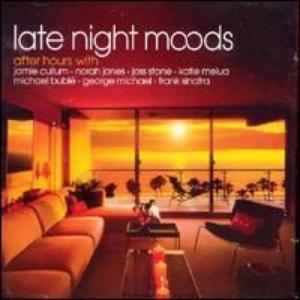 late night moods
after hours with
jamie cullum • norah jones • joss stone • katie melua
michael bublé • george michael • frank sinatra